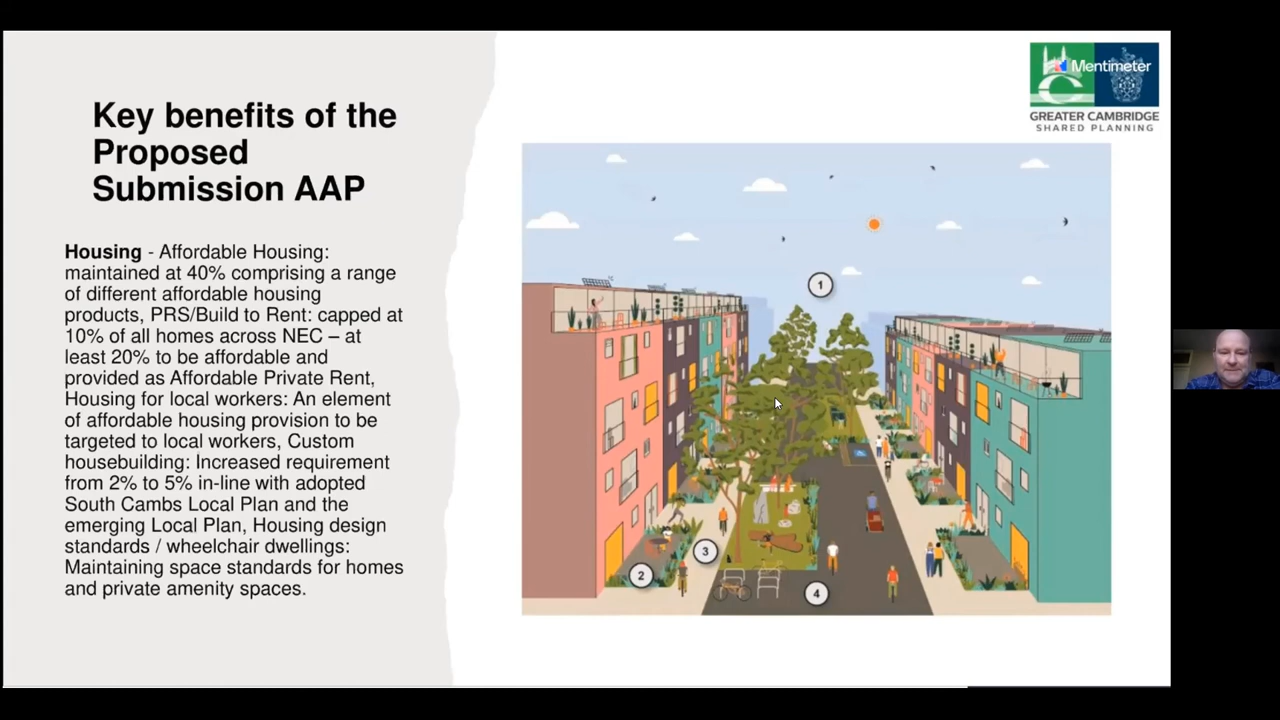 Key benefits of the
Proposed
Submission AAP
Housing - Affordable Housing:
maintained at 40% comprising a range
of different affordable housing
products, PRS/Build to Rent: capped at
10% of all homes across NEC – at
least 20% to be affordable and
provided as Affordable Private Rent,
Housing for local workers: An element
of affordable housing provision to be
targeted to local workers, Custom
housebuilding: Increased requirement
from 2% to 5% in-line with adopted
South Cambs Local Plan and the
emerging Local Plan, Housing design
standards / wheelchair dwellings:
Maintaining space standards for homes
and private amenity spaces.
Mentimeter
GREATER CAMBRIDGE
SHARED PLANNING
1
2
3
4